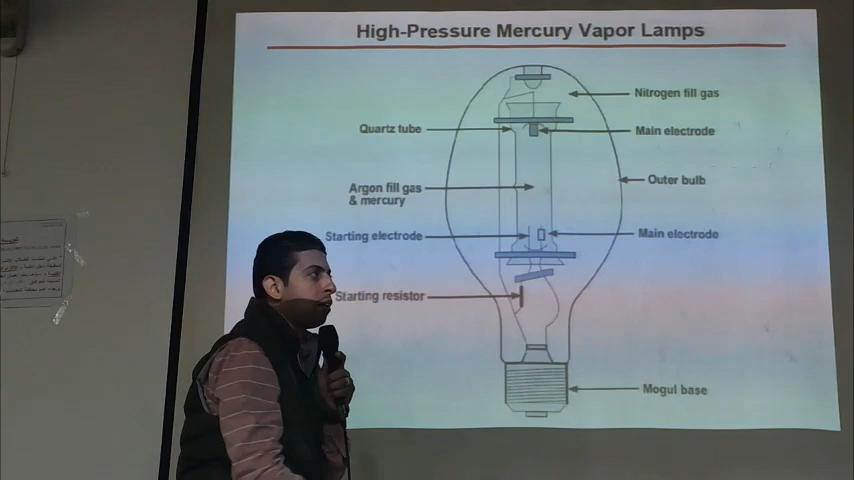 High-Pressure Mercury Vapor Lamps
Nitrogen fill gas
Quartz tube
Main electrode
Argon fill gas
& mercury
Outer bulb
Starting electrode
Main electrode
Starting resistor
Mogul base